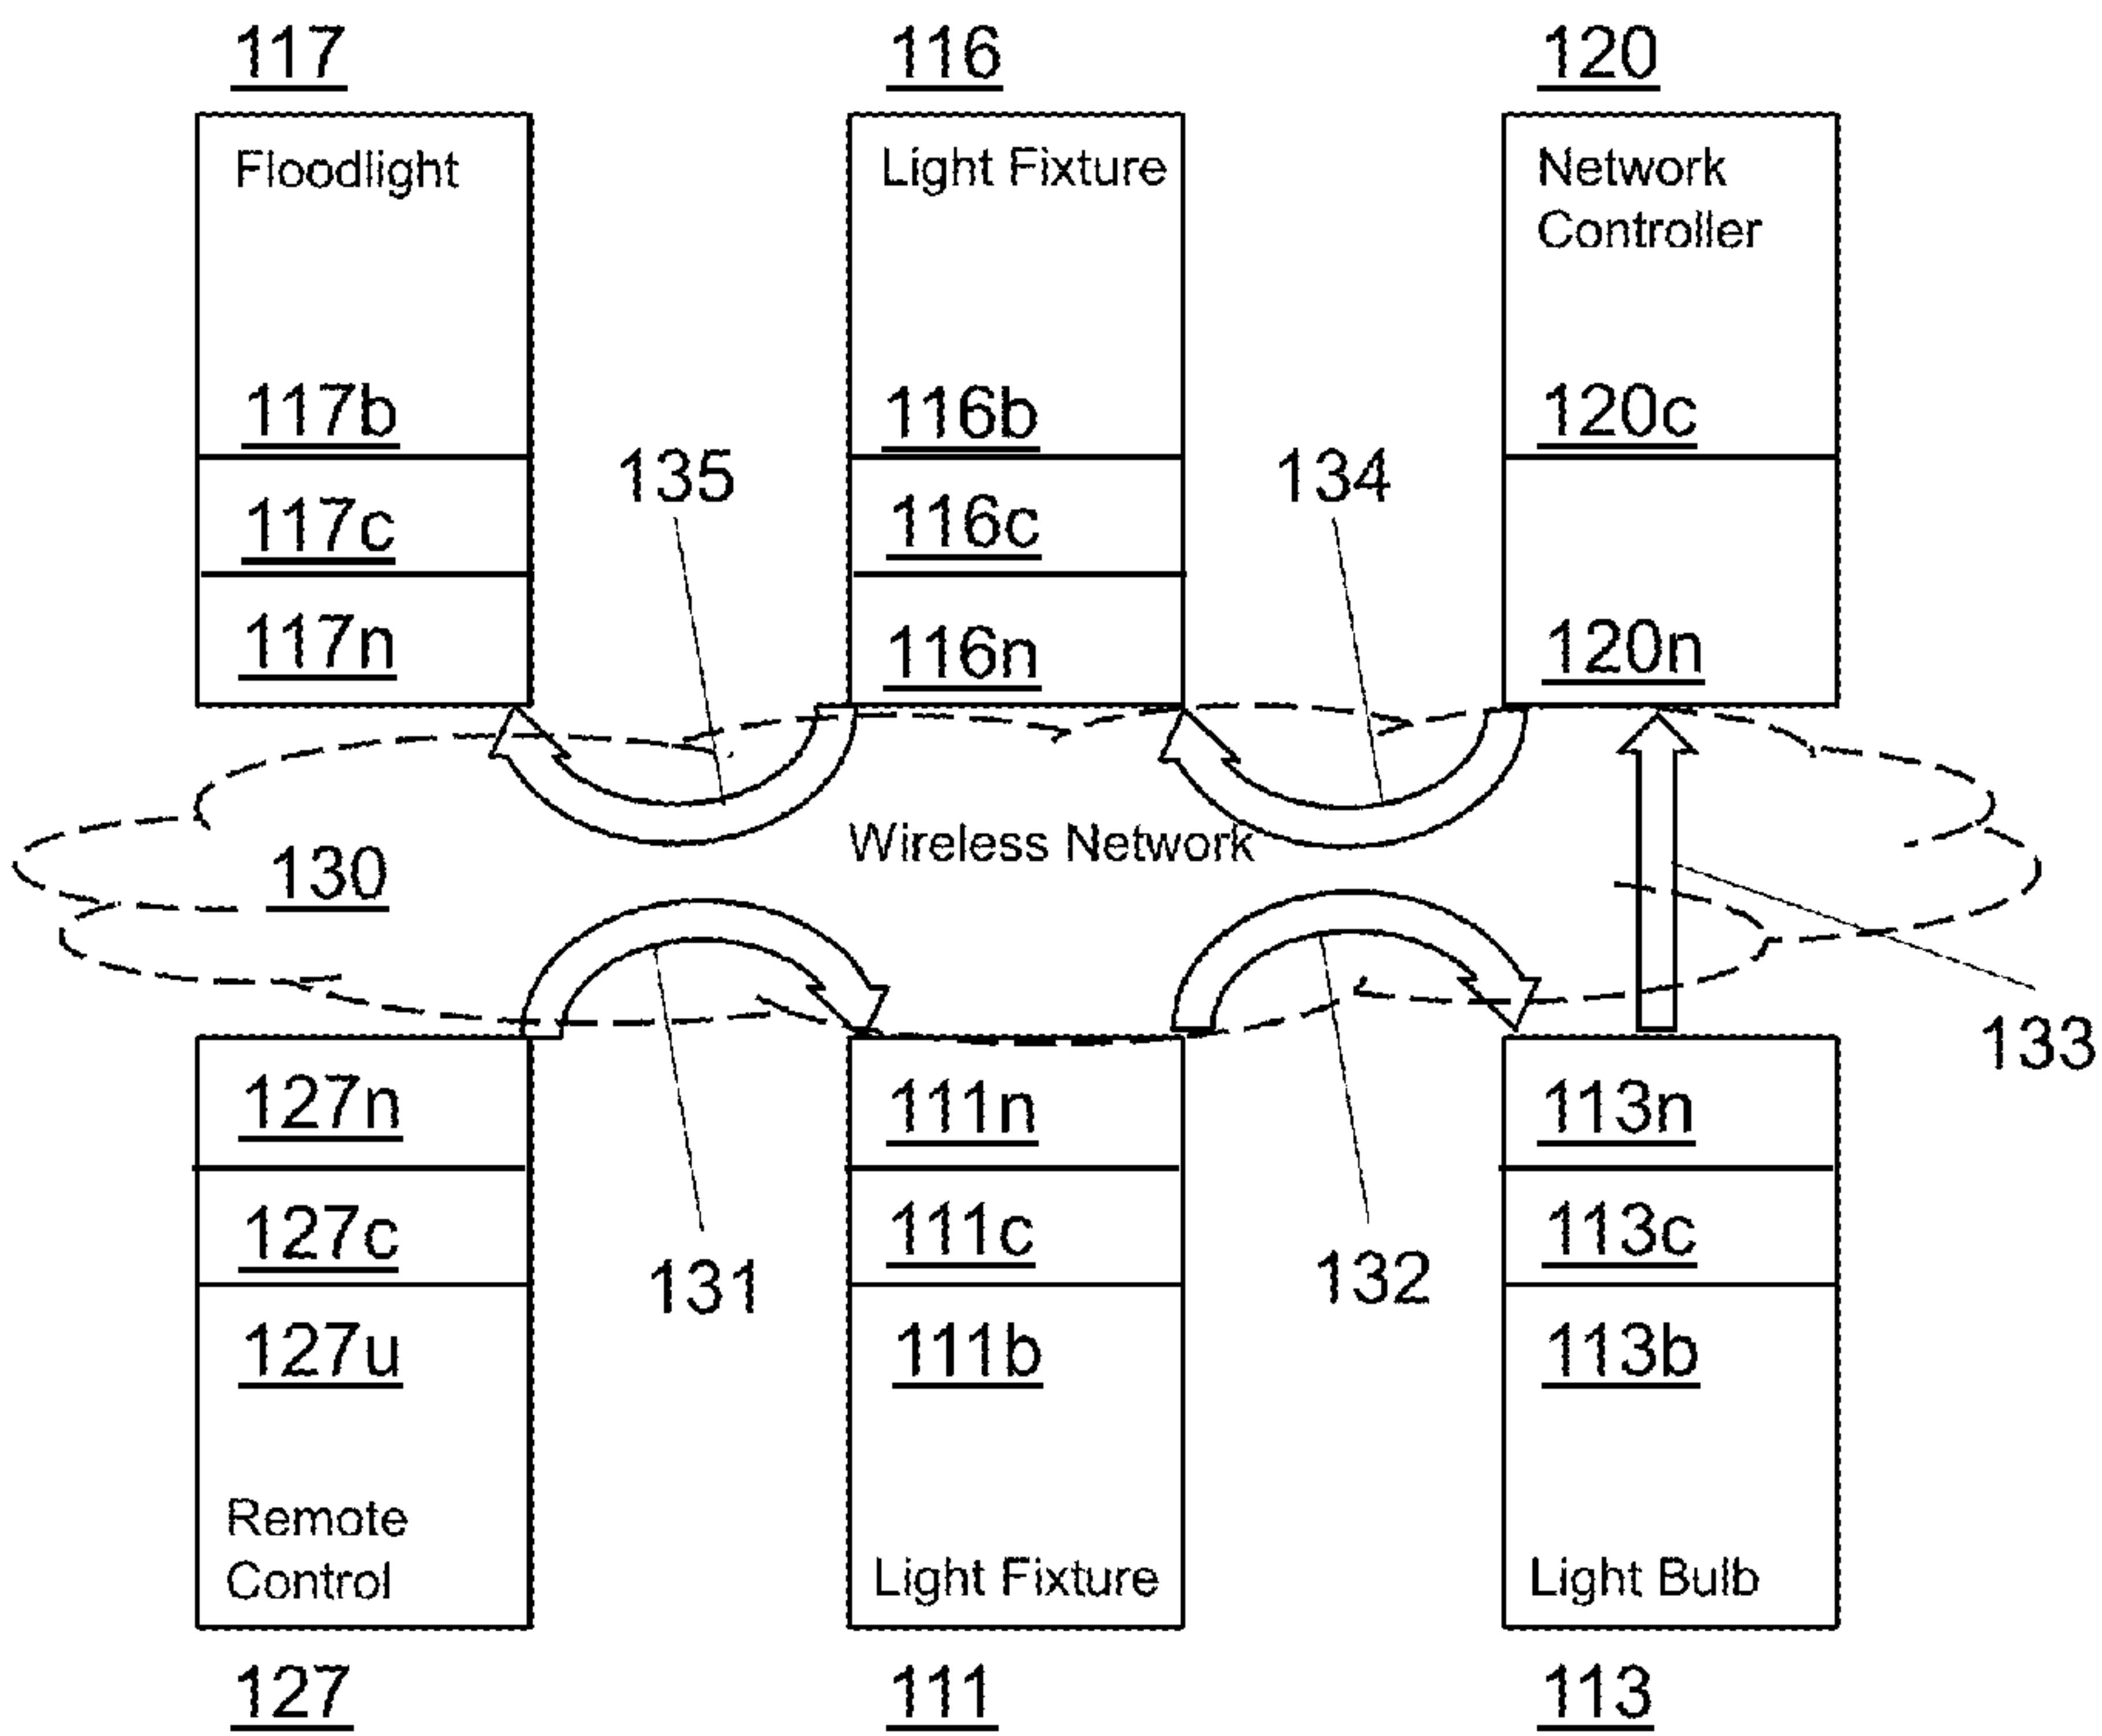 117 116 120
Floodlight Light Fixture Network
Controller
117b 116b 120c
135 134
117c 116c
117n 116n 120n
Wireless Network
130
133
127n 111n 113n
127c 111c 113c
131 132
127u 111b 113b
Remote
Control Light Fixture Light Bulb
127 111 113